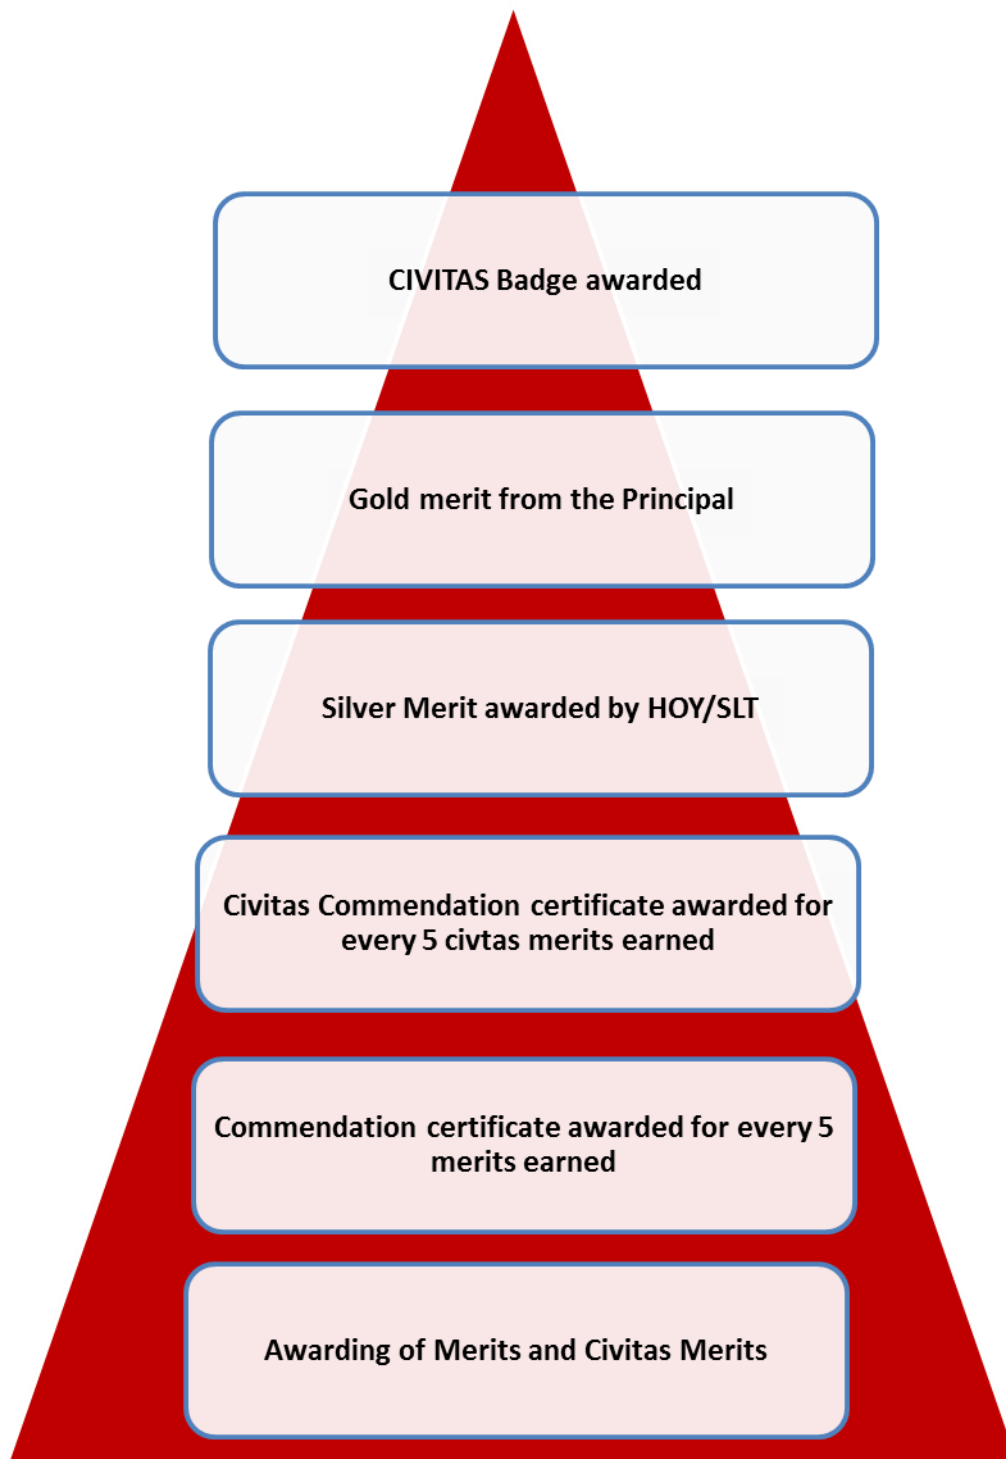 CIVITAS Badge awarded
Gold merit from the Principal
Silver Merit awarded by HOY/SLT
Civitas Commendation certificate awarded for
every 5 civtas merits earned
Commendation certificate awarded for every 5
merits earned
Awarding of Merits and Civitas Merits